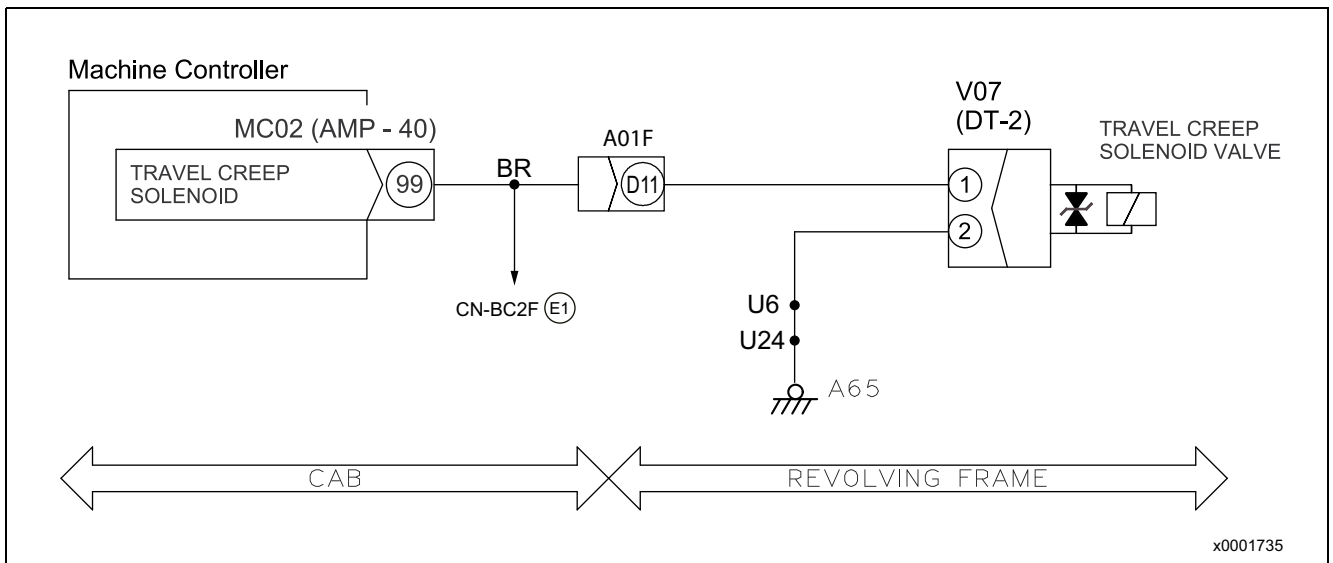 Machine Controller
MC02 (AMP - 40)
TRAVEL CREEP
SOLENOID
99
BR
CN-BC2F E1
A01F
D11
V07
(DT-2)
1
2
TRAVEL CREEP
SOLENOID VALVE
U6
U24
A65
CAB
REVOLVING FRAME
x0001735